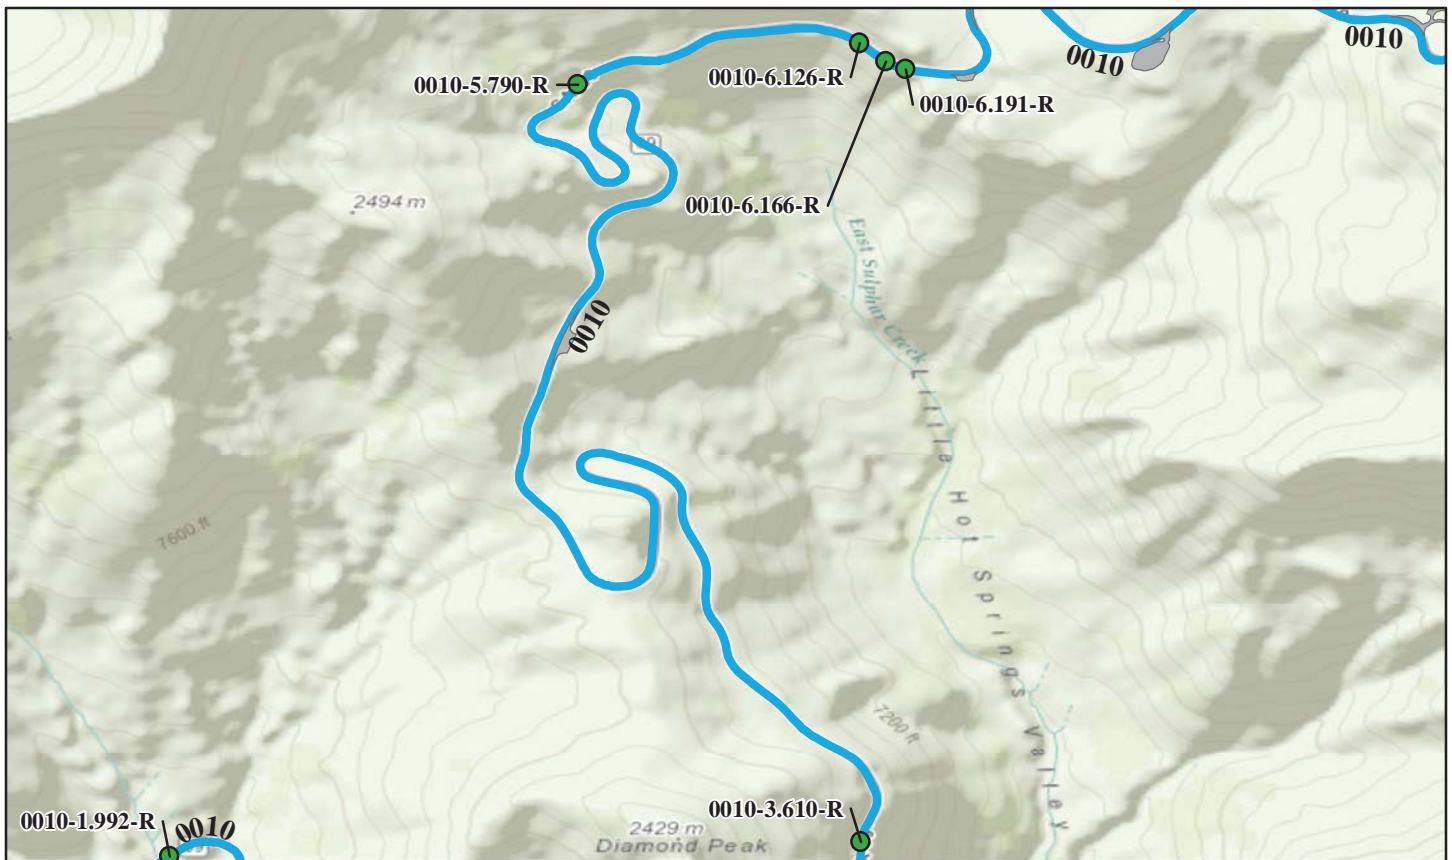 0010
0010
0010-5.790-R
0010-6.126-R
0010-6.191-R
2494 m
0010-6.166-R
East Sulphur Creek
0010
Little Hot Springs Valley
7600 ft
7200 ft
0010-1.992-R
0010
0010-3.610-R
2429 m
Diamond Peak